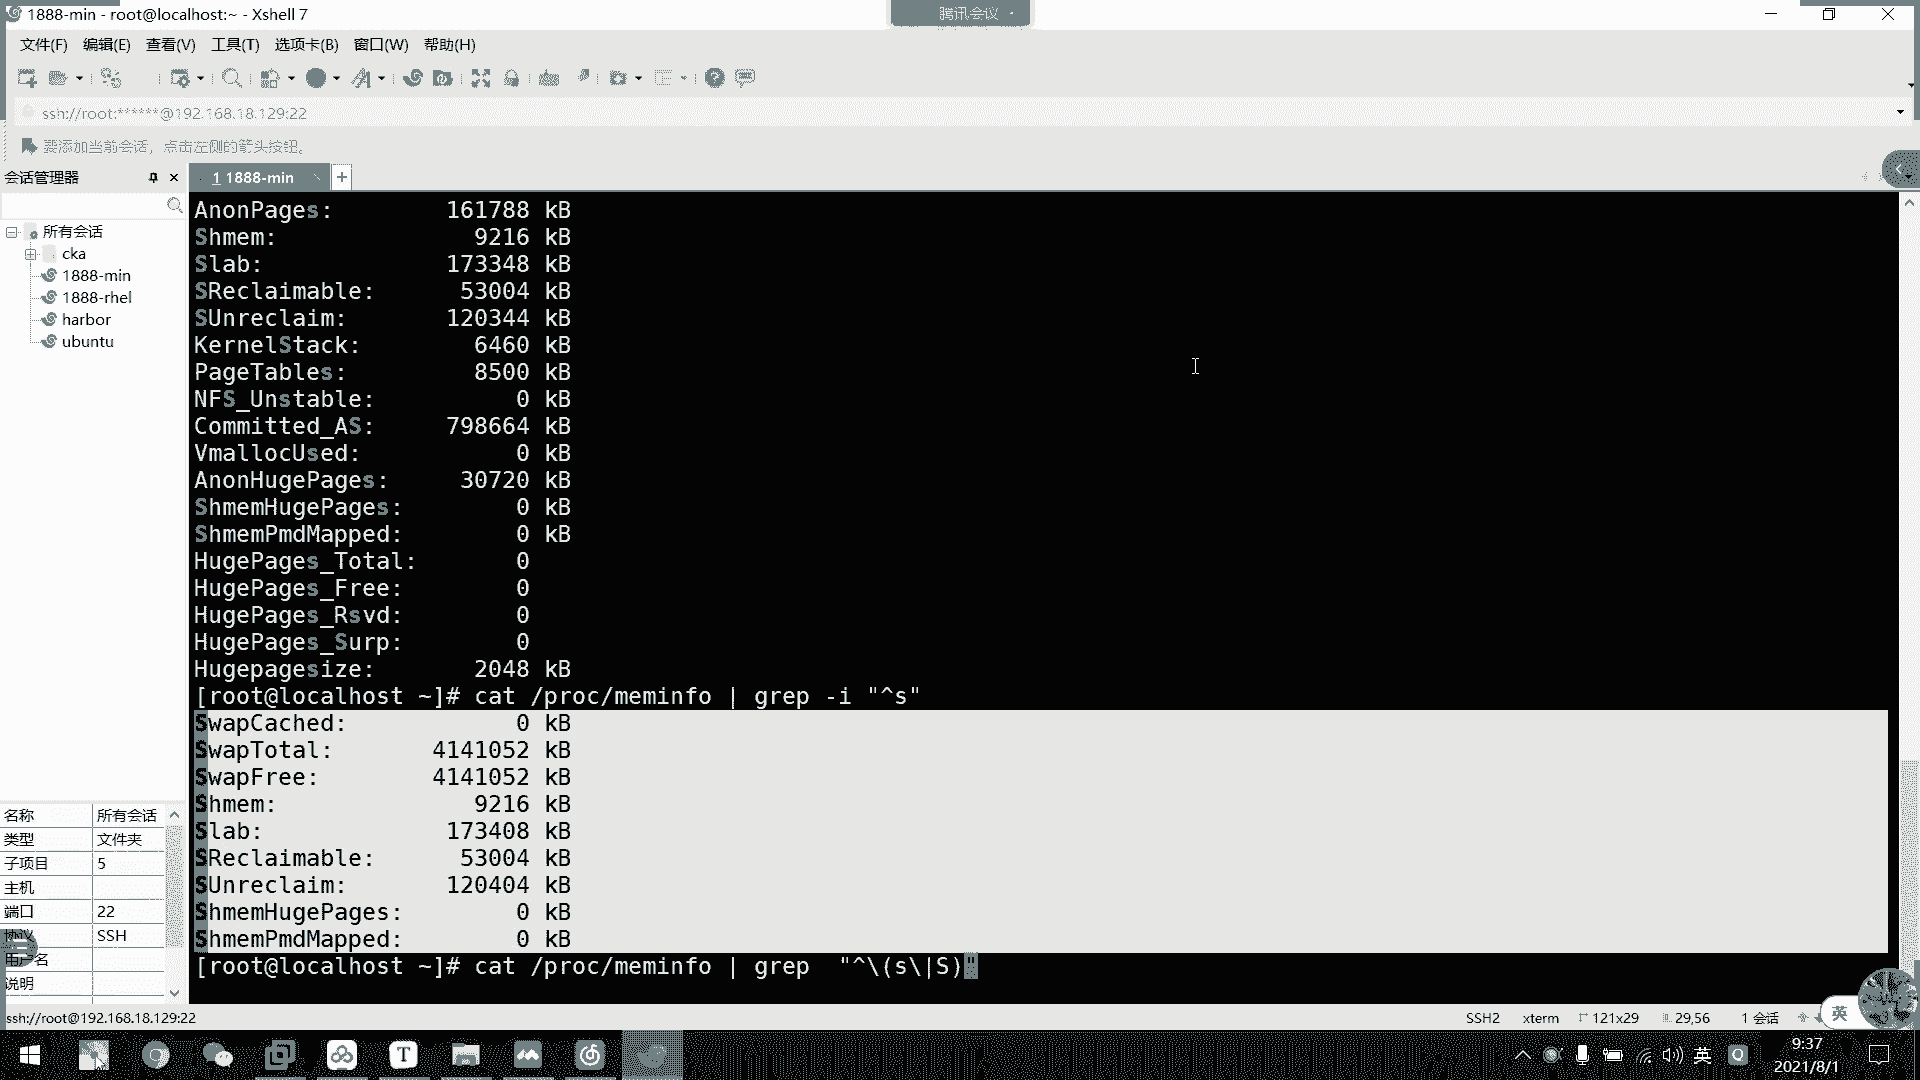 1888-min - root@localhost:~ - Xshell 7
腾讯会议
文件(F) 编辑(E) 查看(V) 工具(T) 选项卡(B) 窗口(W) 帮助(H)
ssh://root:******@192.168.18.129:22
要添加当前会话，点击左侧的箭头按钮。
会话管理器
1 1888-min
所有会话
cka
1888-min
1888-rhel
harbor
ubuntu
名称 所有会话
类型 文件夹
子项目 5
主机
端口 22
协议 SSH
用户名
说明
AnonPages: 161788 kB
Shmem: 9216 kB
Slab: 173348 kB
SReclaimable: 53004 kB
SUnreclaim: 120344 kB
KernelStack: 6460 kB
PageTables: 8500 kB
NFS_Unstable: 0 kB
Committed_AS: 798664 kB
VmallocUsed: 0 kB
AnonHugePages: 30720 kB
ShmemHugePages: 0 kB
ShmemPmdMapped: 0 kB
HugePages_Total: 0
HugePages_Free: 0
HugePages_Rsvd: 0
HugePages_Surp: 0
Hugepagesize: 2048 kB
[root@localhost ~]# cat /proc/meminfo | grep -i "^s"
SwapCached: 0 kB
SwapTotal: 4141052 kB
SwapFree: 4141052 kB
Shmem: 9216 kB
Slab: 173408 kB
SReclaimable: 53004 kB
SUnreclaim: 120404 kB
ShmemHugePages: 0 kB
ShmemPmdMapped: 0 kB
[root@localhost ~]# cat /proc/meminfo | grep  "^\(s\|S)"
ssh://root@192.168.18.129:22
SSH2 xterm 121x29 29,56 1 会话
英
T
英
9:37
2021/8/1